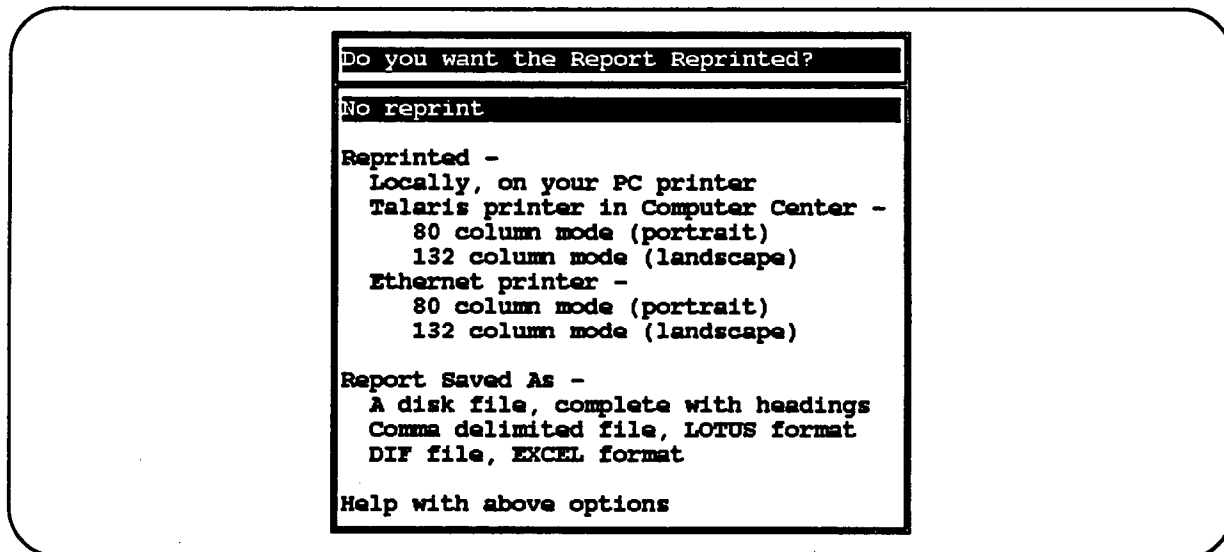 Do you want the Report Reprinted?
No reprint
Reprinted -
Locally, on your PC printer
Talaris printer in Computer Center -
80 column mode (portrait)
132 column mode (landscape)
Ethernet printer -
80 column mode (portrait)
132 column mode (landscape)
Report Saved As -
A disk file, complete with headings
Comma delimited file, LOTUS format
DIF file, EXCEL format
Help with above options